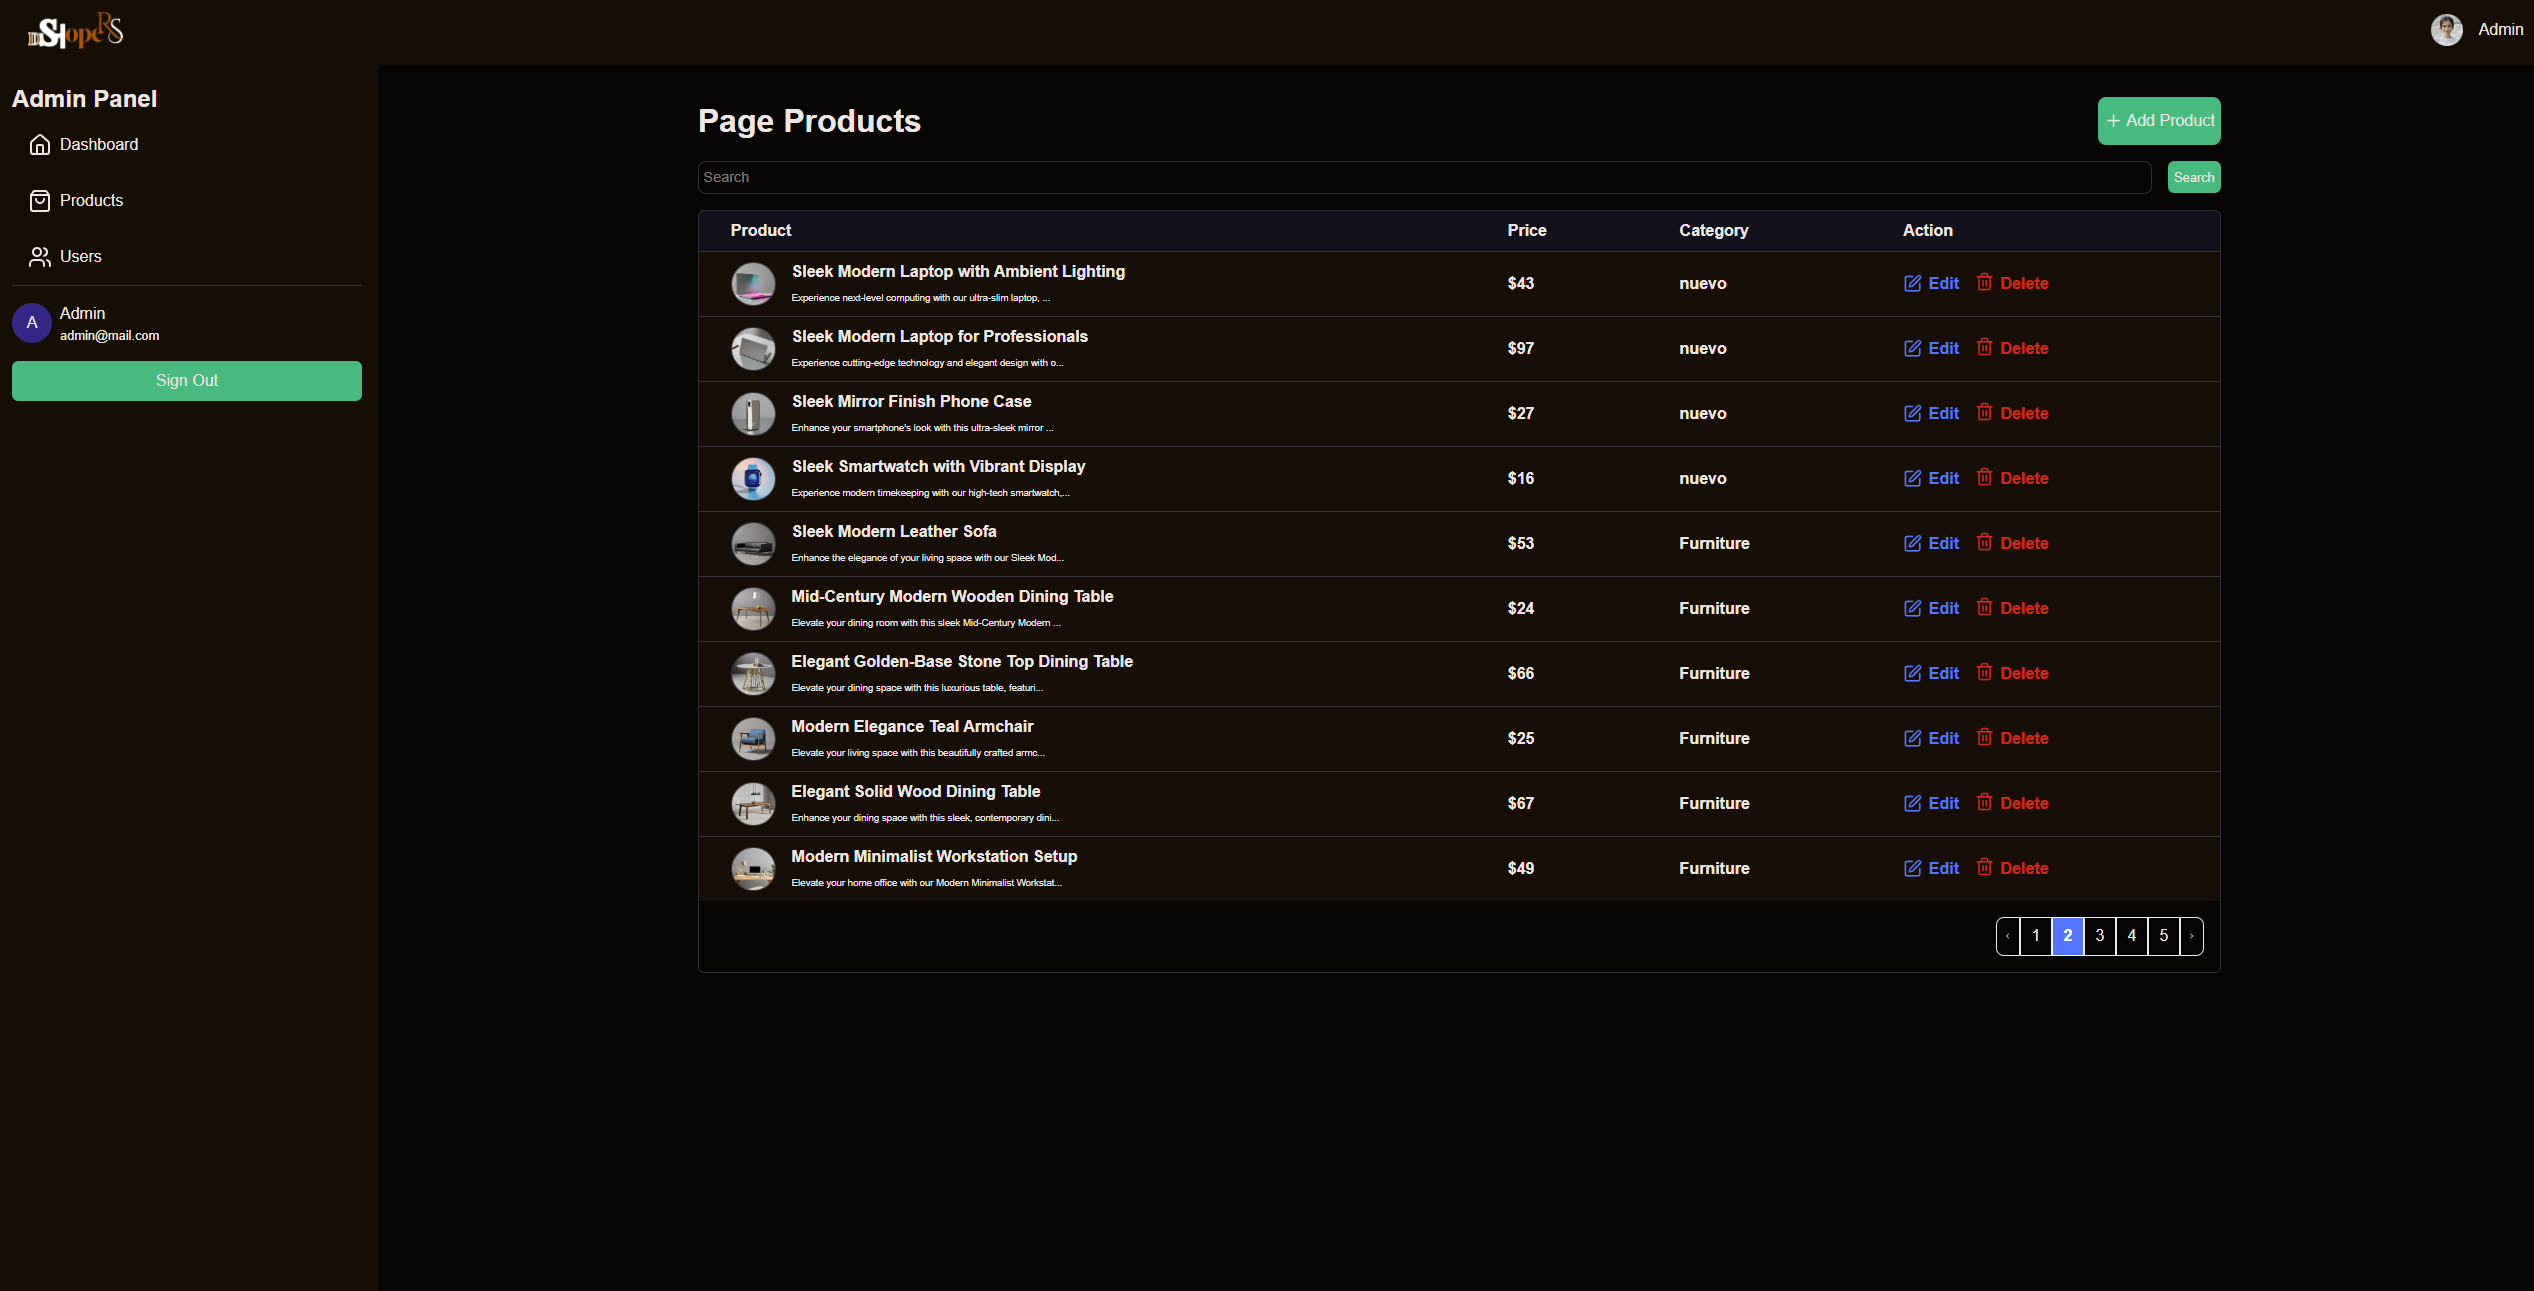 ShopeRS
Admin
Admin Panel
Dashboard
Products
Users
A
Admin
admin@mail.com
Sign Out
Page Products
+ Add Product
Search
Search
Product Price Category Action
Sleek Modern Laptop with Ambient Lighting
Experience next-level computing with our ultra-slim laptop, ...
$43 nuevo Edit Delete
Sleek Modern Laptop for Professionals
Experience cutting-edge technology and elegant design with o...
$97 nuevo Edit Delete
Sleek Mirror Finish Phone Case
Enhance your smartphone's look with this ultra-sleek mirror ...
$27 nuevo Edit Delete
Sleek Smartwatch with Vibrant Display
Experience modern timekeeping with our high-tech smartwatch,...
$16 nuevo Edit Delete
Sleek Modern Leather Sofa
Enhance the elegance of your living space with our Sleek Mod...
$53 Furniture Edit Delete
Mid-Century Modern Wooden Dining Table
Elevate your dining room with this sleek Mid-Century Modern ...
$24 Furniture Edit Delete
Elegant Golden-Base Stone Top Dining Table
Elevate your dining space with this luxurious table, featuri...
$66 Furniture Edit Delete
Modern Elegance Teal Armchair
Elevate your living space with this beautifully crafted armc...
$25 Furniture Edit Delete
Elegant Solid Wood Dining Table
Enhance your dining space with this sleek, contemporary dini...
$67 Furniture Edit Delete
Modern Minimalist Workstation Setup
Elevate your home office with our Modern Minimalist Workstat...
$49 Furniture Edit Delete
‹ 1 2 3 4 5 ›